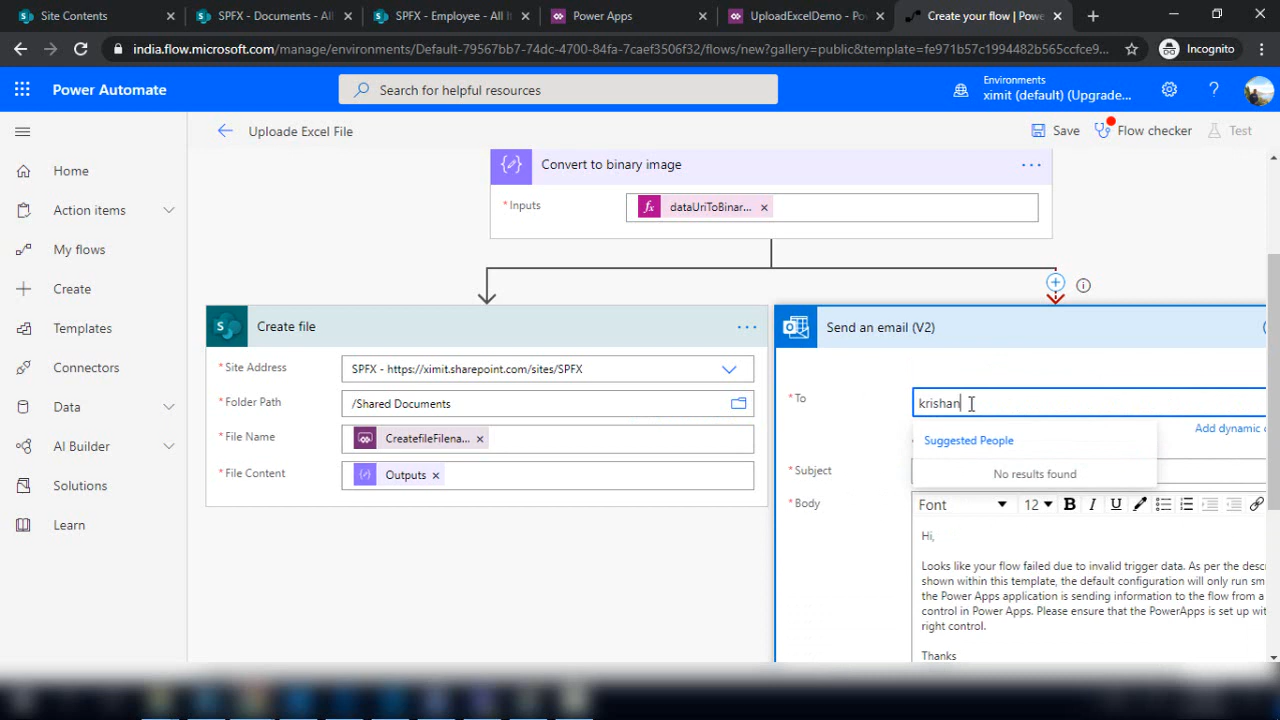 Site Contents
SPFX - Documents - All
SPFX - Employee - All I
Power Apps
UploadExcelDemo - Po
Create your flow | Powe
india.flow.microsoft.com/manage/environments/Default-79567bb7-74dc-4700-84fa-7caef3506f32/flows/new?gallery=public&template=fe971b57c1994482b565ccfce9...
Incognito
Power Automate
Search for helpful resources
Environments
ximit (default) (Upgrade...
Uploade Excel File
Save
Flow checker
Test
Home
Action items
My flows
Create
Templates
Connectors
Data
AI Builder
Solutions
Learn
Convert to binary image
* Inputs
fx dataUriToBinar... ×
Create file
* Site Address
SPFX - https://ximit.sharepoint.com/sites/SPFX
* Folder Path
/Shared Documents
* File Name
CreatefileFilena... ×
* File Content
Outputs ×
Send an email (V2)
* To
krishan
Add dynamic c
Suggested People
No results found
* Subject
* Body
Font
12
B I U
Hi,
Looks like your flow failed due to invalid trigger data. As per the descr
shown within this template, the default configuration will only run sm
the Power Apps application is sending information to the flow from a
control in Power Apps. Please ensure that the PowerApps is set up wit
right control.
Thanks